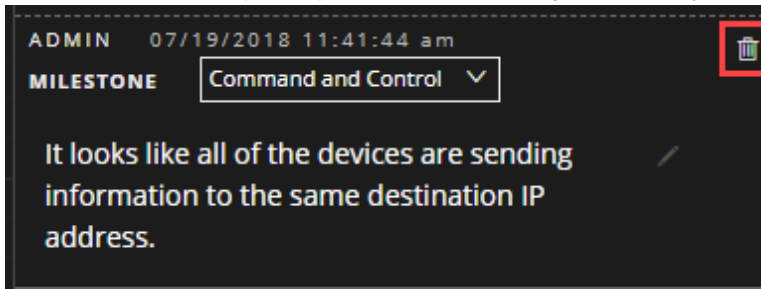 ADMIN 07/19/2018 11:41:44 am
MILESTONE Command and Control
It looks like all of the devices are sending
information to the same destination IP
address.